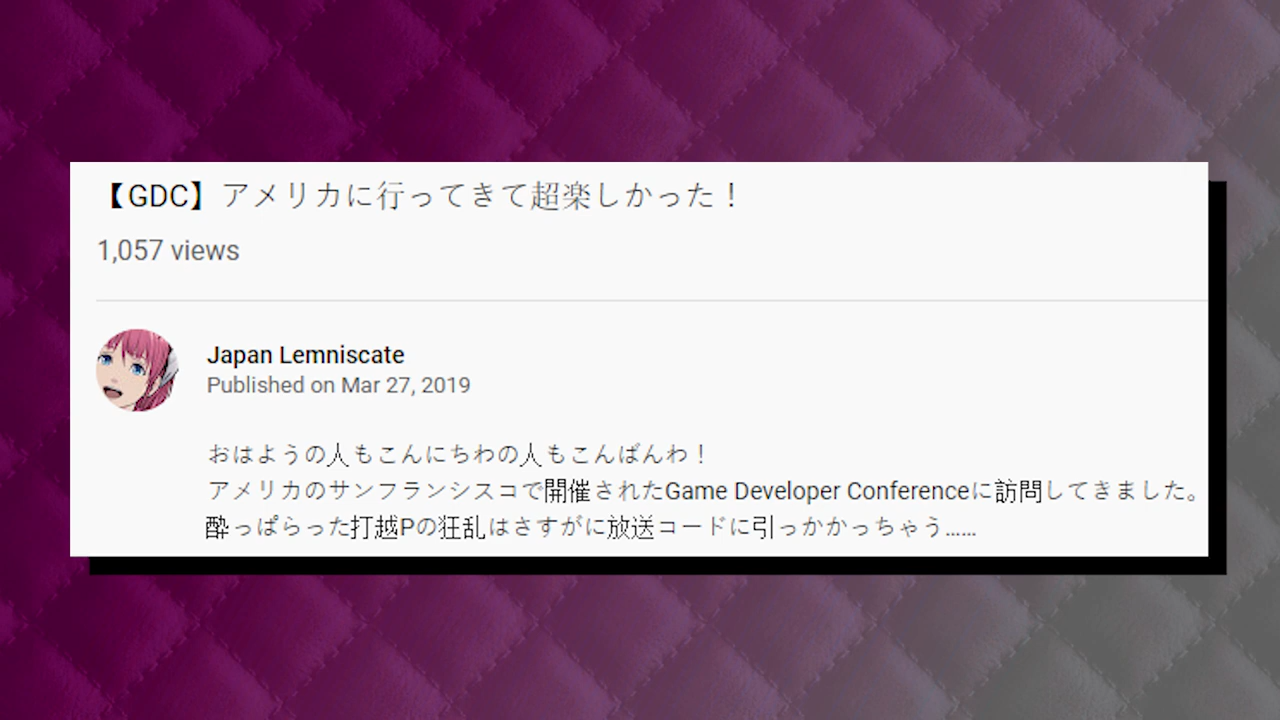 【GDC】アメリカに行ってきて超楽しかった！
1,057 views
Japan Lemniscate
Published on Mar 27, 2019
おはようの人もこんにちわの人もこんばんわ！
アメリカのサンフランシスコで開催されたGame Developer Conferenceに訪問してきました。
酔っぱらった打越Pの狂乱はさすがに放送コードに引っかかっちゃう……